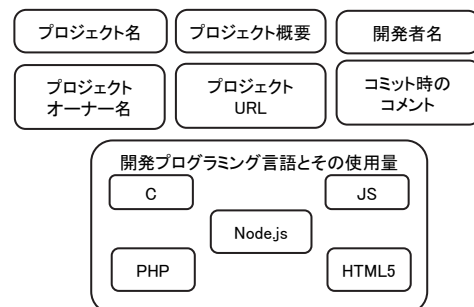 プロジェクト名
プロジェクト概要
開発者名
プロジェクト
オーナー名
プロジェクト
URL
コミット時の
コメント
開発プログラミング言語とその使用量
C
JS
Node.js
PHP
HTML5